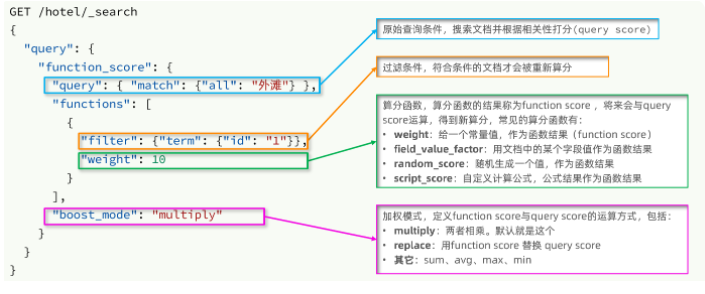 GET /hotel/_search
{
"query": {
"function_score": {
"query": { "match": {"all": "外滩"} },
"functions": [
{
"filter": {"term": {"id": "1"}},
"weight": 10
}
],
"boost_mode": "multiply"
}
}
}
原始查询条件，搜索文档并根据相关性打分(query score)
过滤条件，符合条件的文档才会被重新算分
算分函数，算分函数的结果称为function score ，将来会与query
score运算，得到新算分，常见的算分函数有：
• weight：给一个常量值，作为函数结果（function score）
• field_value_factor：用文档中的某个字段值作为函数结果
• random_score：随机生成一个值，作为函数结果
• script_score：自定义计算公式，公式结果作为函数结果
加权模式，定义function score与query score的运算方式，包括：
• multiply：两者相乘。默认就是这个
• replace：用function score 替换 query score
• 其它：sum、avg、max、min